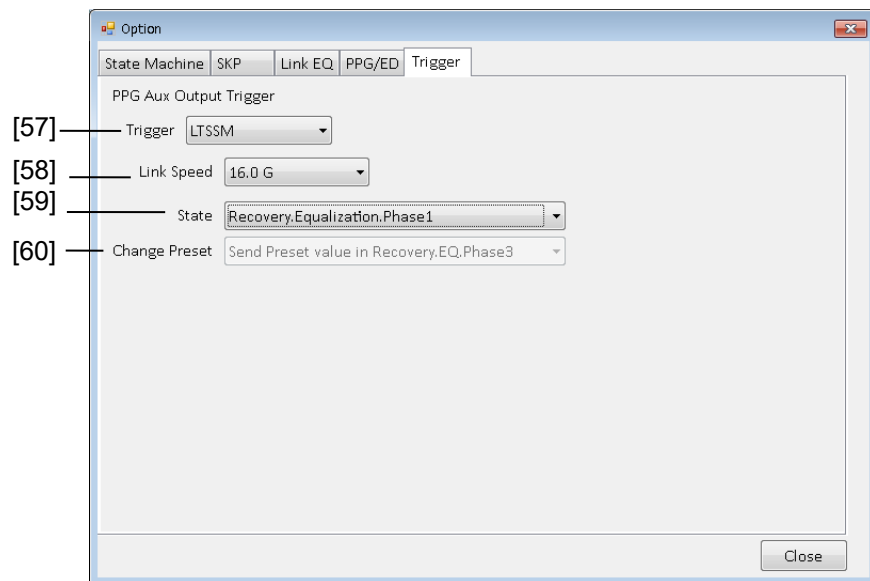 Option
State Machine SKP Link EQ PPG/ED Trigger
PPG Aux Output Trigger
[57] Trigger LTSSM
[58] Link Speed 16.0 G
[59] State Recovery.Equalization.Phase1
[60] Change Preset Send Preset value in Recovery.EQ.Phase3
Close